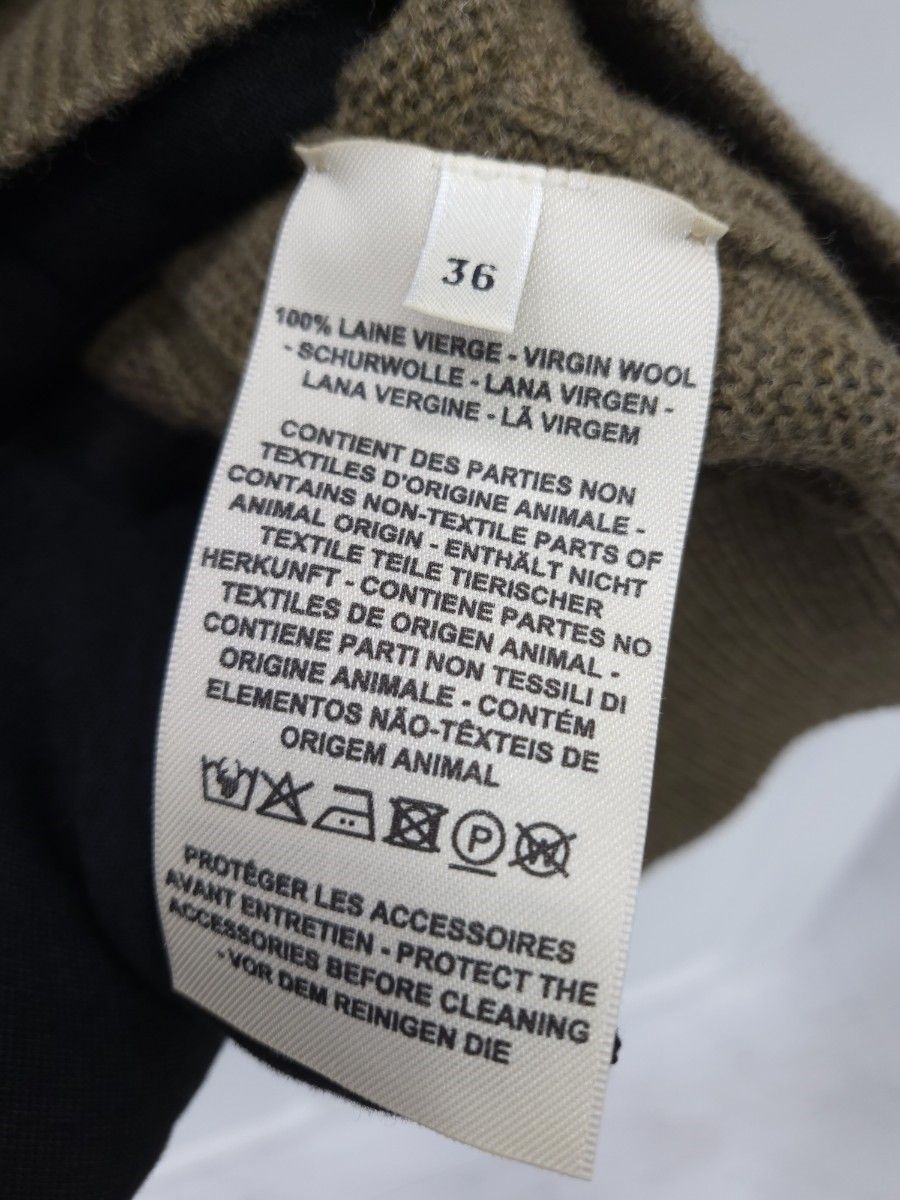 36
100% LAINE VIERGE - VIRGIN WOOL
- SCHURWOLLE - LANA VIRGEN -
LANA VERGINE - LÃ VIRGEM
CONTIENT DES PARTIES NON
TEXTILES D'ORIGINE ANIMALE -
CONTAINS NON-TEXTILE PARTS OF
ANIMAL ORIGIN - ENTHÄLT NICHT
TEXTILE TEILE TIERISCHER
HERKUNFT - CONTIENE PARTES NO
TEXTILES DE ORIGEN ANIMAL -
CONTIENE PARTI NON TESSILI DI
ORIGINE ANIMALE - CONTÉM
ELEMENTOS NÃO-TÊXTEIS DE
ORIGEM ANIMAL
P W
PROTÉGER LES ACCESSOIRES
AVANT ENTRETIEN - PROTECT THE
ACCESSORIES BEFORE CLEANING
- VOR DEM REINIGEN DIE